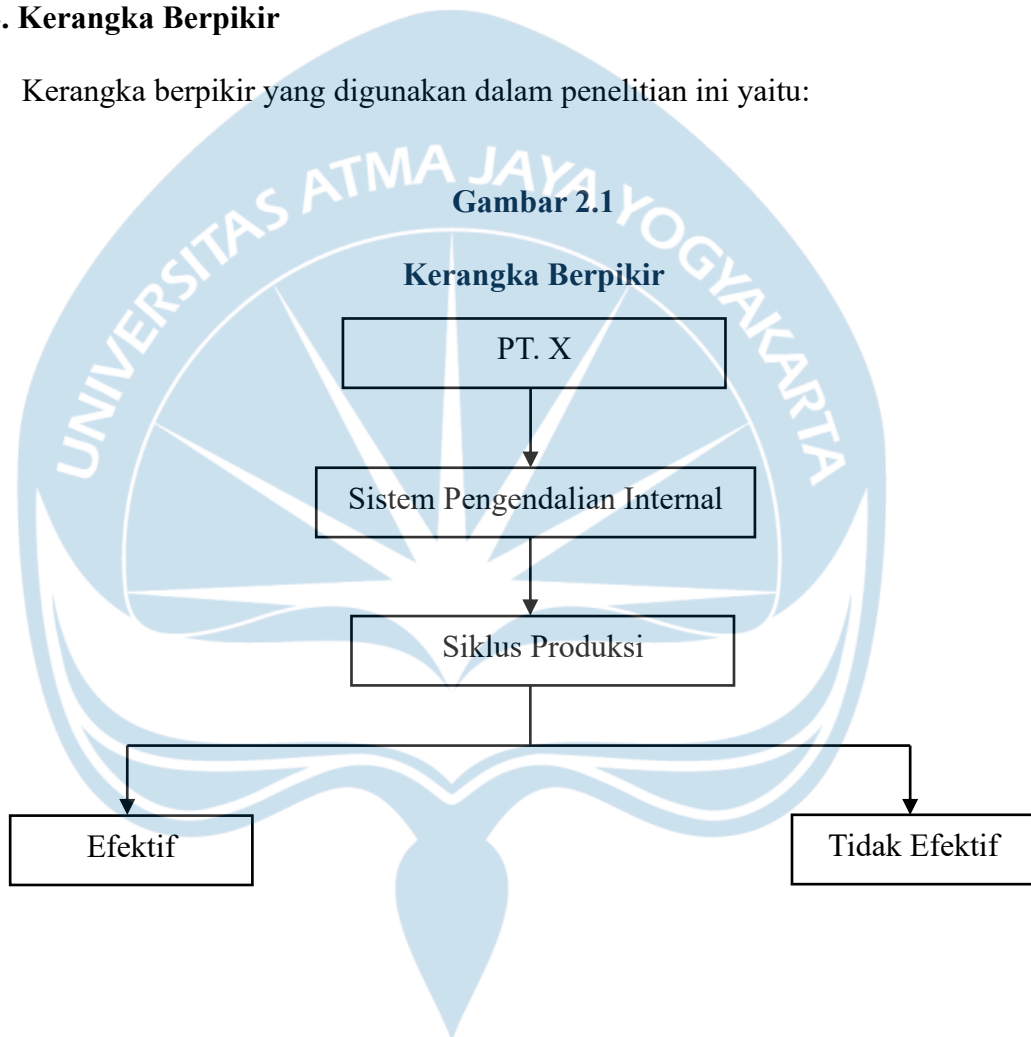 . Kerangka Berpikir
Kerangka berpikir yang digunakan dalam penelitian ini yaitu:
UNIVERSITAS ATMA JAYA YOGYAKARTA
Gambar 2.1
Kerangka Berpikir
PT. X
Sistem Pengendalian Internal
Siklus Produksi
Efektif
Tidak Efektif